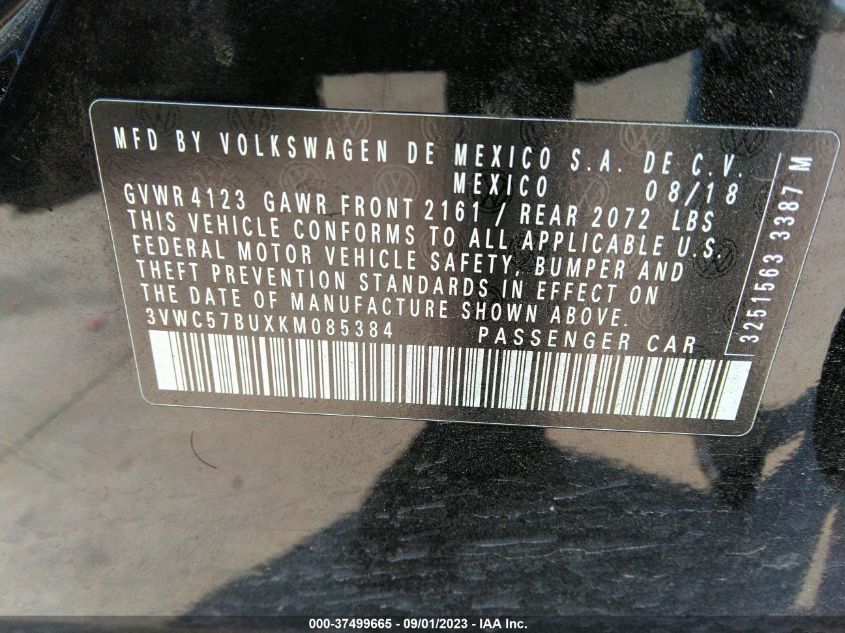 MFD BY VOLKSWAGEN DE MEXICO S.A. DE C.V.
MEXICO 08/18
GVWR 4123 GAWR FRONT 2161 / REAR 2072 LBS
THIS VEHICLE CONFORMS TO ALL APPLICABLE U.S.
FEDERAL MOTOR VEHICLE SAFETY, BUMPER AND
THEFT PREVENTION STANDARDS IN EFFECT ON
THE DATE OF MANUFACTURE SHOWN ABOVE.
3VWC57BUXKM085384 PASSENGER CAR
3251563 3387 M
000-37499665 - 09/01/2023 - IAA Inc.